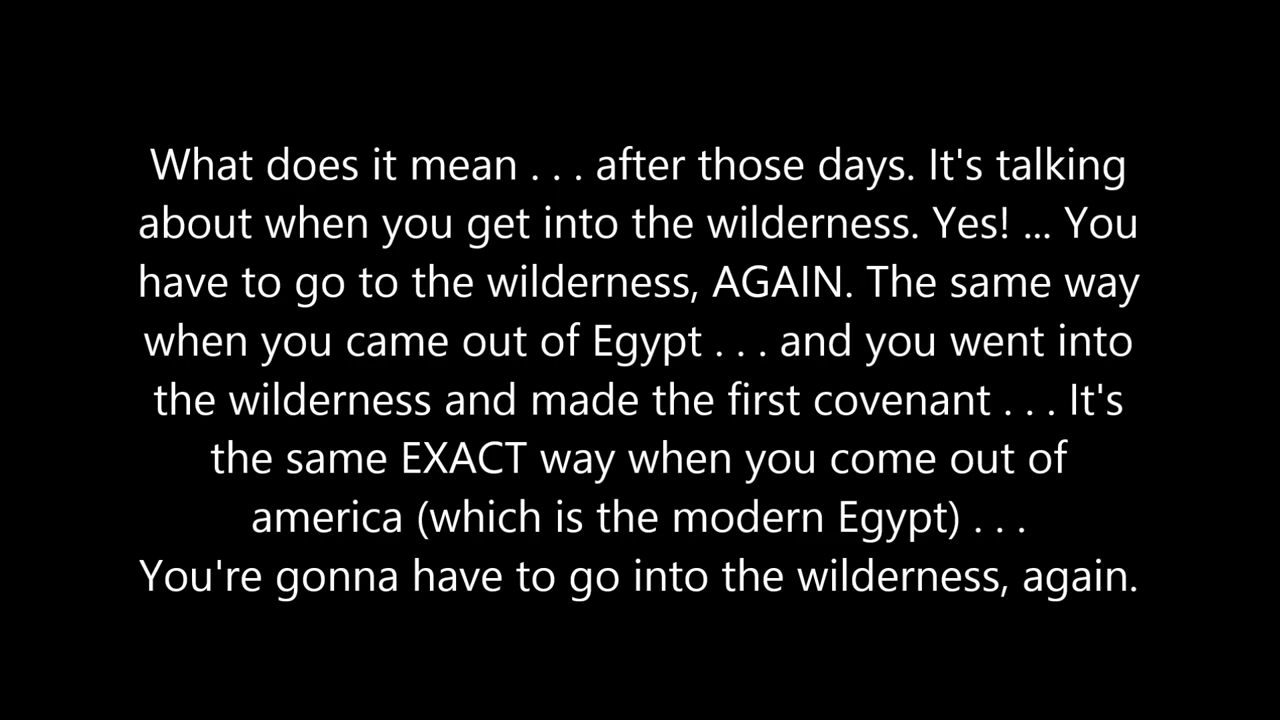 What does it mean . . . after those days. It's talking
about when you get into the wilderness. Yes! ... You
have to go to the wilderness, AGAIN. The same way
when you came out of Egypt . . . and you went into
the wilderness and made the first covenant . . . It's
the same EXACT way when you come out of
america (which is the modern Egypt) . . .
You're gonna have to go into the wilderness, again.